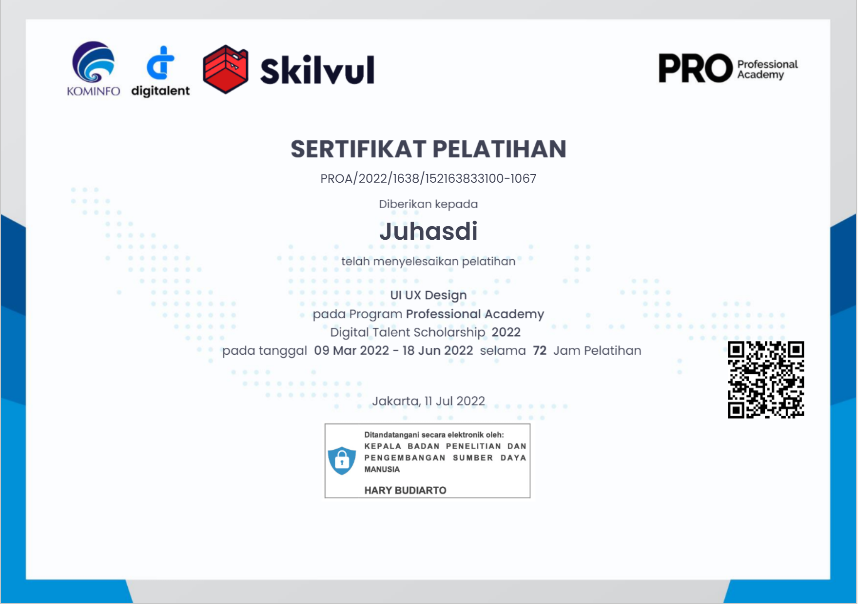 KOMINFO
digitalent
Skilvul
PRO Professional
Academy
SERTIFIKAT PELATIHAN
PROA/2022/1638/152163833100-1067
Diberikan kepada
Juhasdi
telah menyelesaikan pelatihan
UI UX Design
pada Program Professional Academy
Digital Talent Scholarship 2022
pada tanggal 09 Mar 2022 - 18 Jun 2022 selama 72 Jam Pelatihan
Jakarta, 11 Jul 2022
Ditandatangani secara elektronik oleh:
KEPALA BADAN PENELITIAN DAN
PENGEMBANGAN SUMBER DAYA
MANUSIA
HARY BUDIARTO